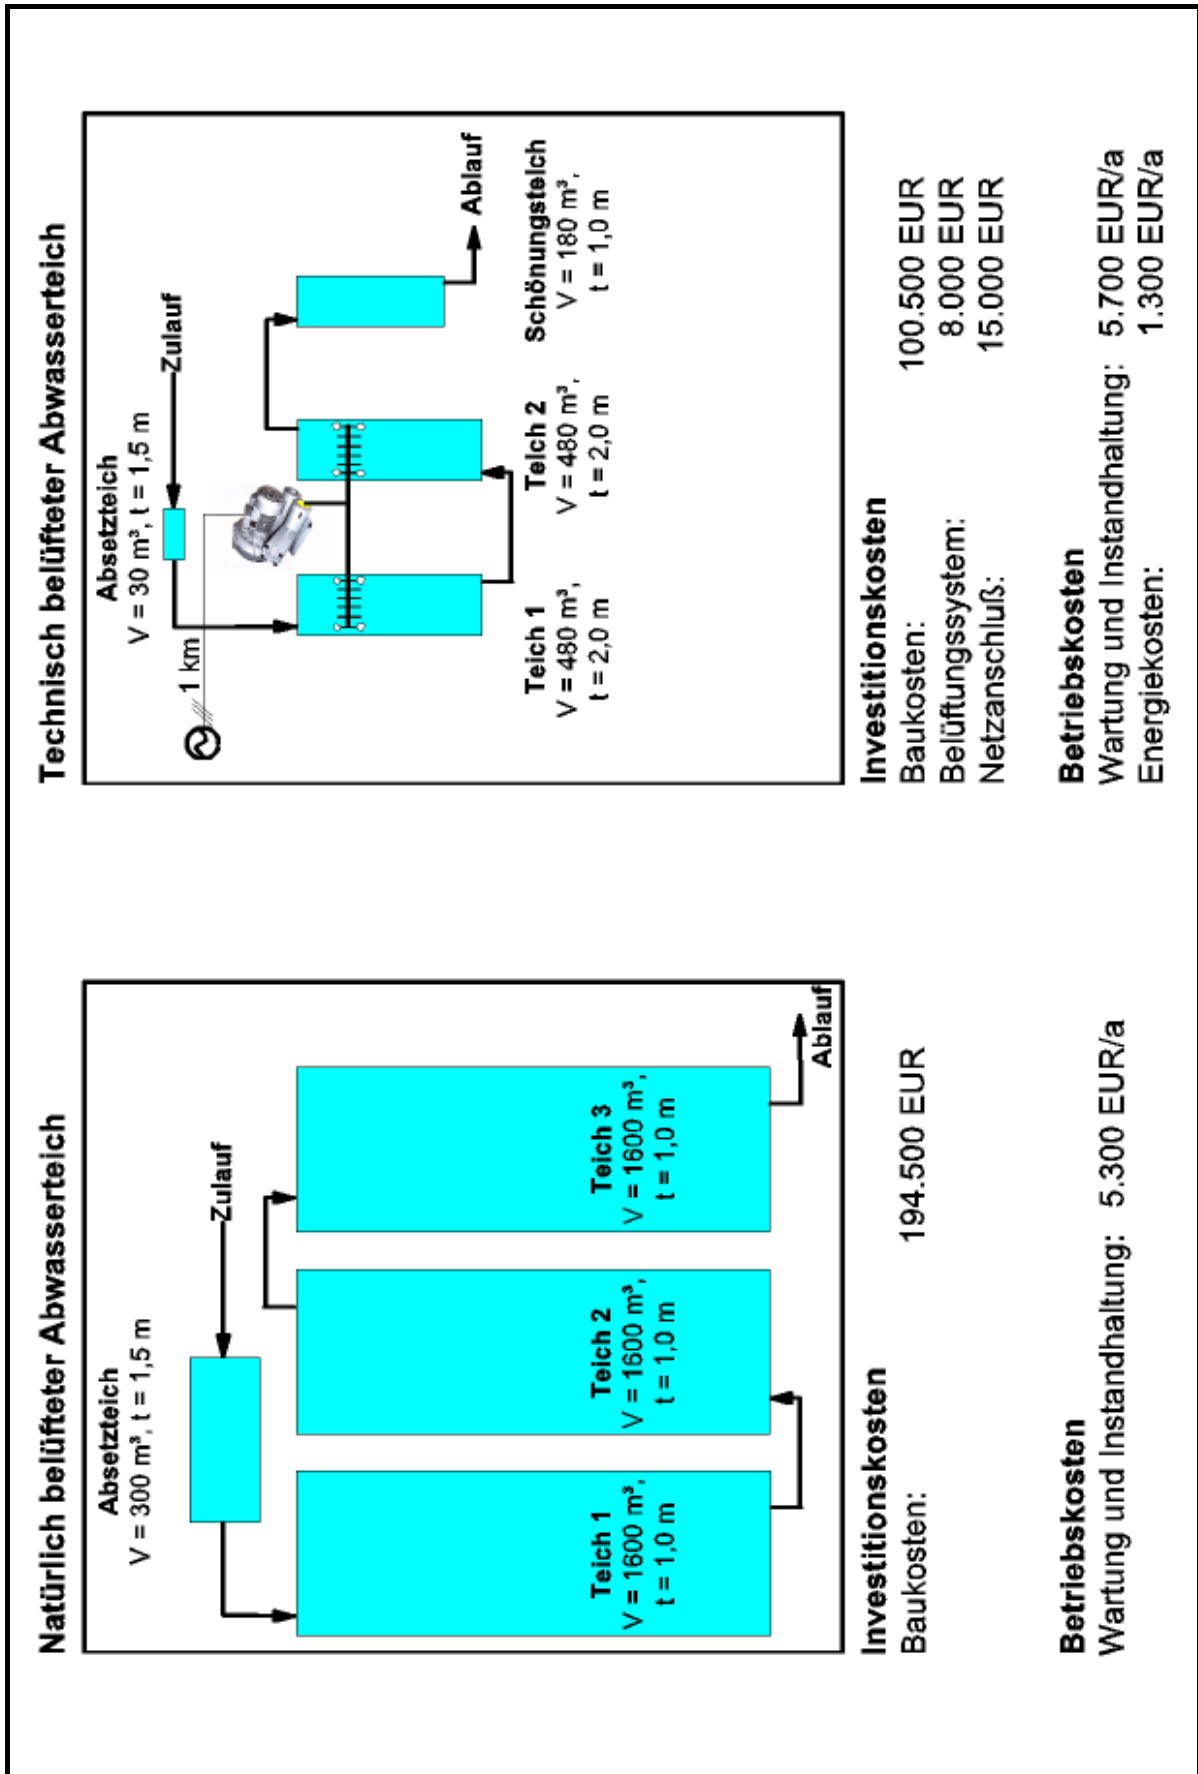 Natürlich belüfteter Abwasserteich
Absetzteich
V = 300 m³, t = 1,5 m
Zulauf
Teich 1
V = 1600 m³,
t = 1,0 m
Teich 2
V = 1600 m³,
t = 1,0 m
Teich 3
V = 1600 m³,
t = 1,0 m
Ablauf
Investitionskosten
Baukosten: 194.500 EUR
Betriebskosten
Wartung und Instandhaltung: 5.300 EUR/a
Technisch belüfteter Abwasserteich
Absetzteich
V = 30 m³, t = 1,5 m
Zulauf
1 km
Teich 1
V = 480 m³,
t = 2,0 m
Teich 2
V = 480 m³,
t = 2,0 m
Schönungsteich
V = 180 m³,
t = 1,0 m
Ablauf
Investitionskosten
Baukosten: 100.500 EUR
Belüftungssystem: 8.000 EUR
Netzanschluß: 15.000 EUR
Betriebskosten
Wartung und Instandhaltung: 5.700 EUR/a
Energiekosten: 1.300 EUR/a